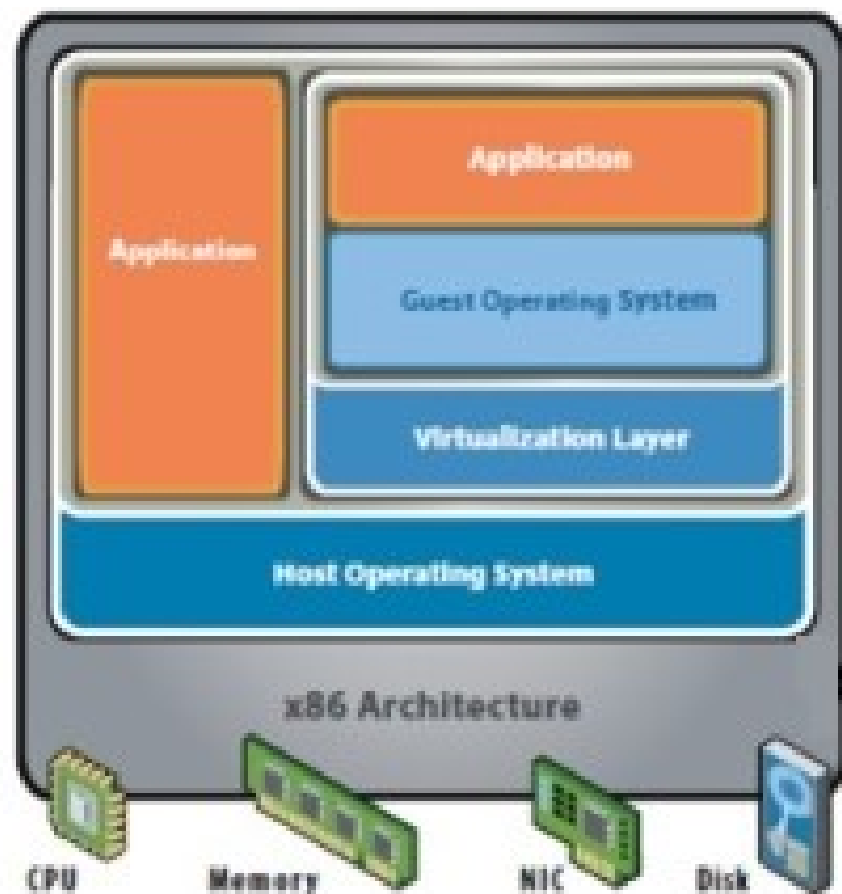 Application
Application
Guest Operating System
Virtualization Layer
Host Operating System
x86 Architecture
CPU
Memory
NIC
Disk